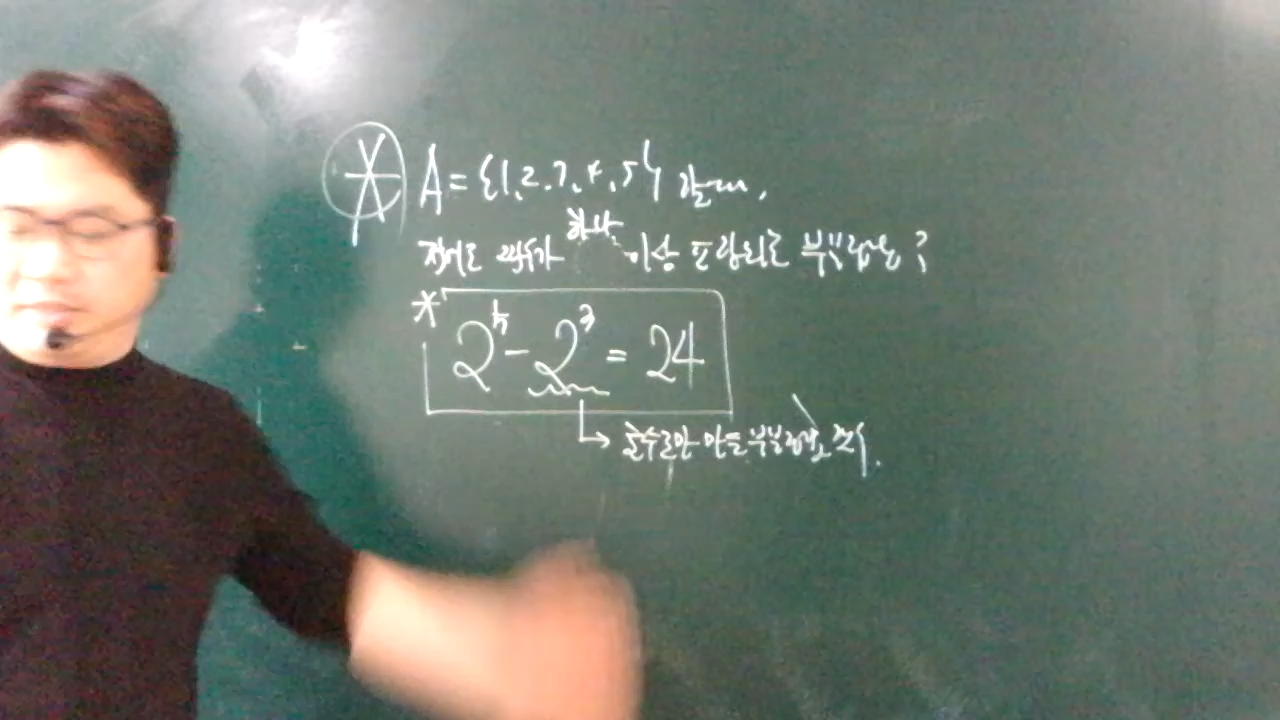 * A = {1, 2, 3, 4, 5} 일때,
적어도 짝수가 하나 이상 포함되로 부분집합은?
* 2⁵ - 2³ = 24
↳ 홀수로만 만든 부분집합 갯수.